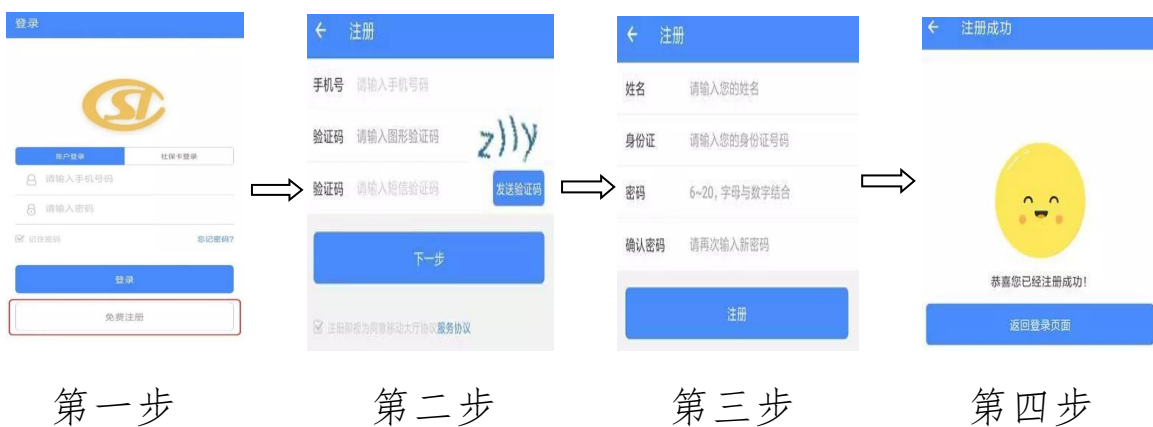 登录
账户登录
社保卡登录
请输入手机号码
请输入密码
记住密码
忘记密码?
登录
免费注册
第一步
注册
手机号 请输入手机号码
验证码 请输入图形验证码
zlly
验证码 请输入短信验证码
发送验证码
下一步
注册即视为同意移动大厅协议服务协议
第二步
注册
姓名 请输入您的姓名
身份证 请输入您的身份证号码
密码 6~20, 字母与数字结合
确认密码 请再次输入新密码
注册
第三步
注册成功
恭喜您已经注册成功!
返回登录页面
第四步